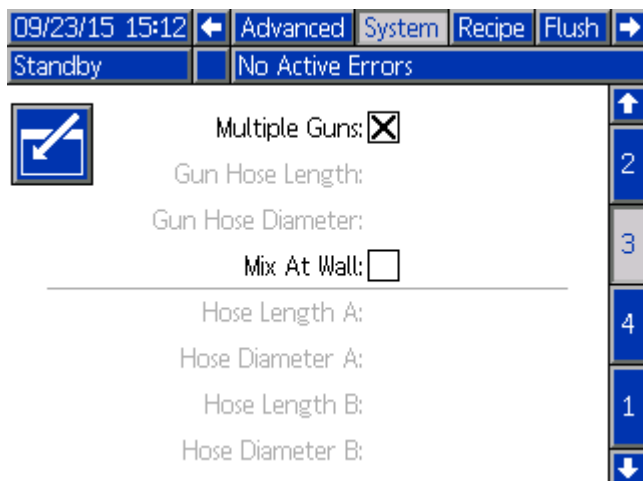 09/23/15 15:12 Advanced System Recipe Flush
Standby No Active Errors
Multiple Guns:
Gun Hose Length:
Gun Hose Diameter:
Mix At Wall:
Hose Length A:
Hose Diameter A:
Hose Length B:
Hose Diameter B:
2
3
4
1